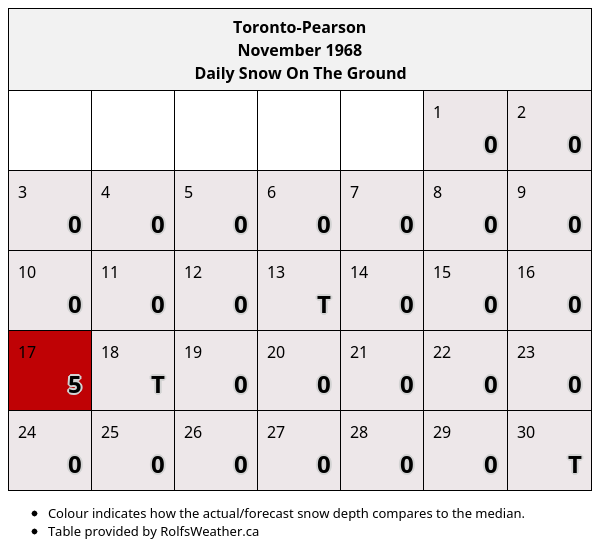 Toronto-Pearson
November 1968
Daily Snow On The Ground
1 2
0 0
3 4 5 6 7 8 9
0 0 0 0 0 0 0
10 11 12 13 14 15 16
0 0 0 T 0 0 0
17 18 19 20 21 22 23
5 T 0 0 0 0 0
24 25 26 27 28 29 30
0 0 0 0 0 0 T
• Colour indicates how the actual/forecast snow depth compares to the median.
• Table provided by RolfsWeather.ca